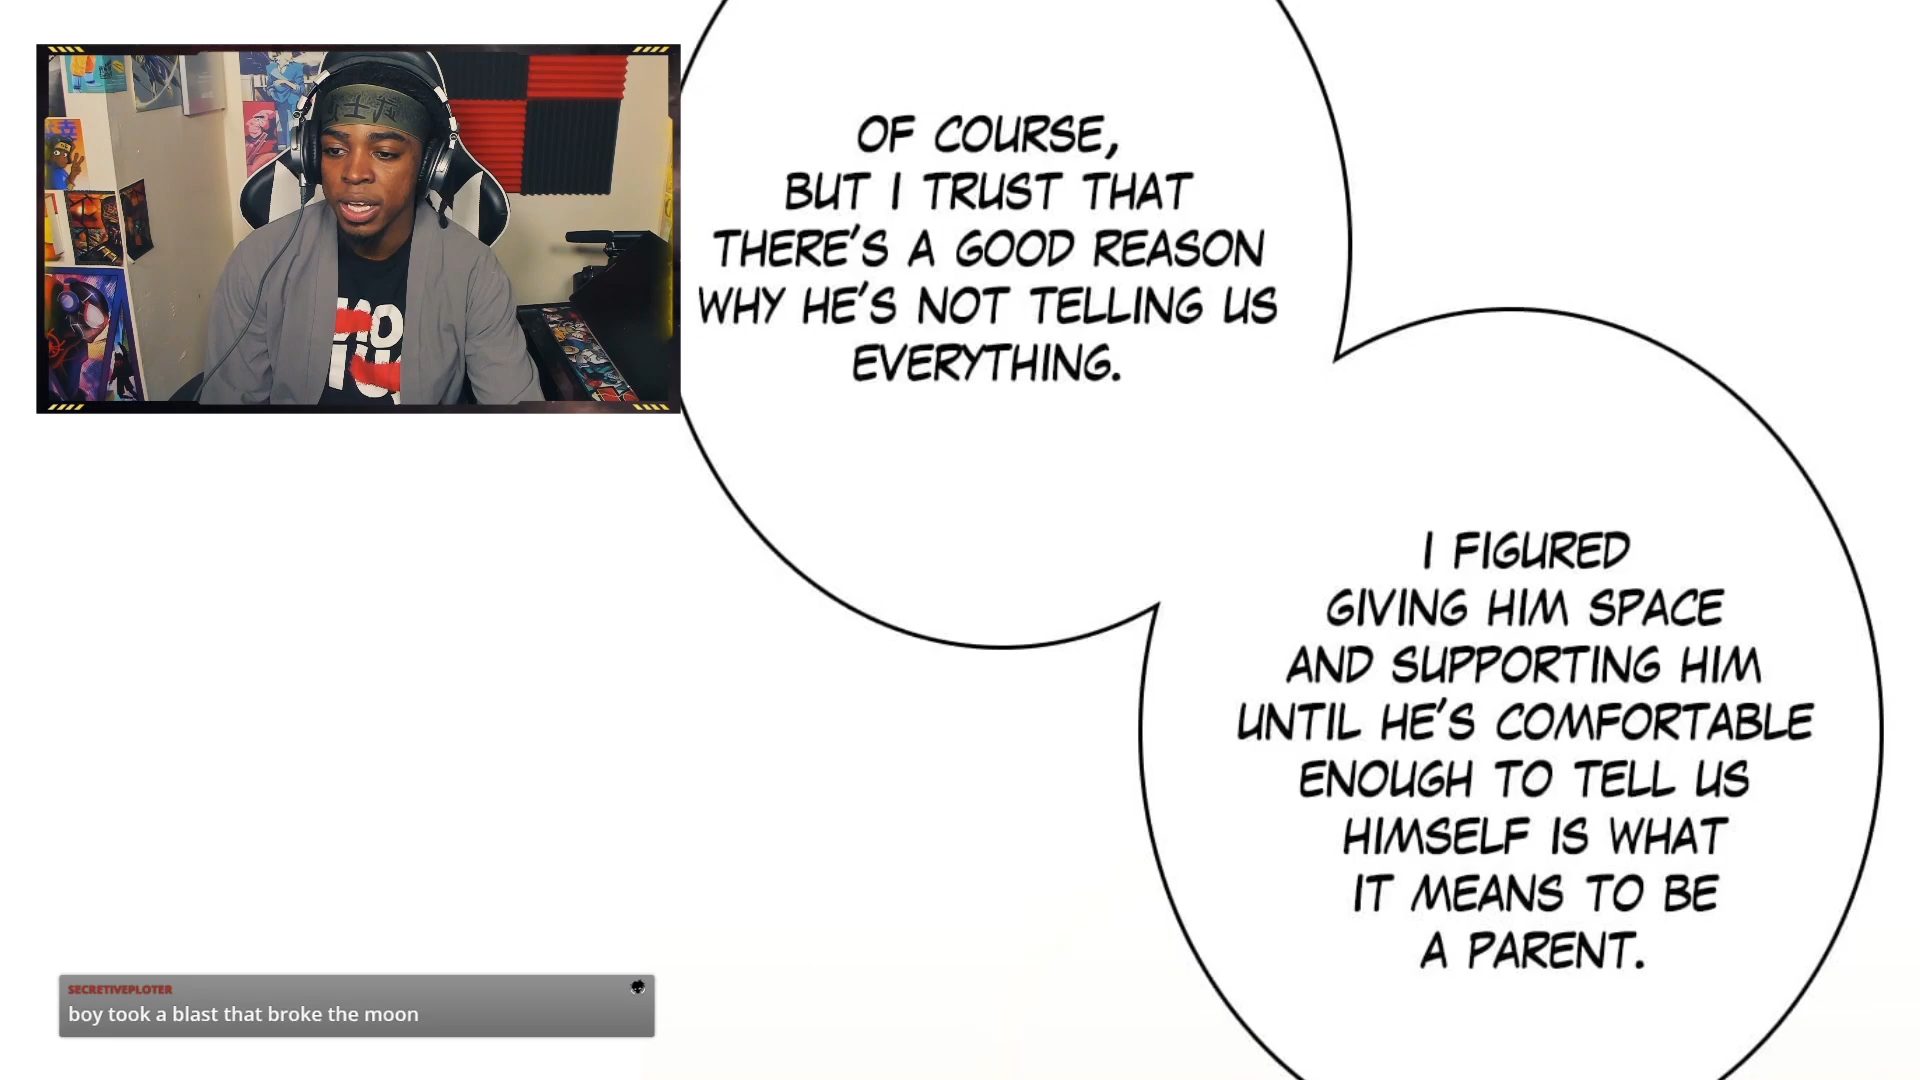 OF COURSE,
BUT I TRUST THAT
THERE'S A GOOD REASON
WHY HE'S NOT TELLING US
EVERYTHING.
I FIGURED
GIVING HIM SPACE
AND SUPPORTING HIM
UNTIL HE'S COMFORTABLE
ENOUGH TO TELL US
HIMSELF IS WHAT
IT MEANS TO BE
A PARENT.
SECRETIVEPLOTER
boy took a blast that broke the moon